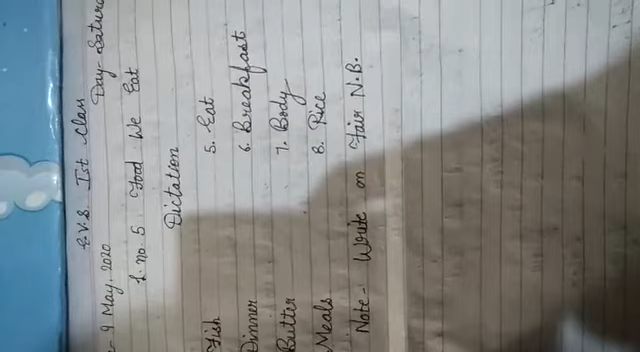 E.V.S. Ist Class
9 May, 2020 Day- Satur
L. no. 5 Food We Eat
Dictation
Fish 5. Eat
Dinner 6. Breakfast
Butter 7. Body
Meals 8. Rice
Note- Write on Fair N.B.